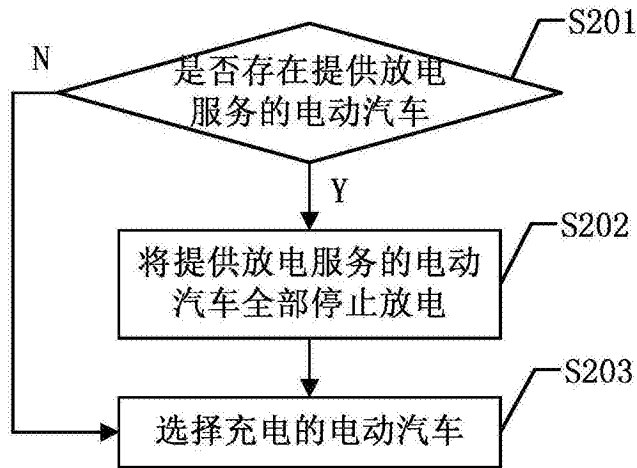 S201
N
是否存在提供放电
服务的电动汽车
Y
S202
将提供放电服务的电动
汽车全部停止放电
S203
选择充电的电动汽车